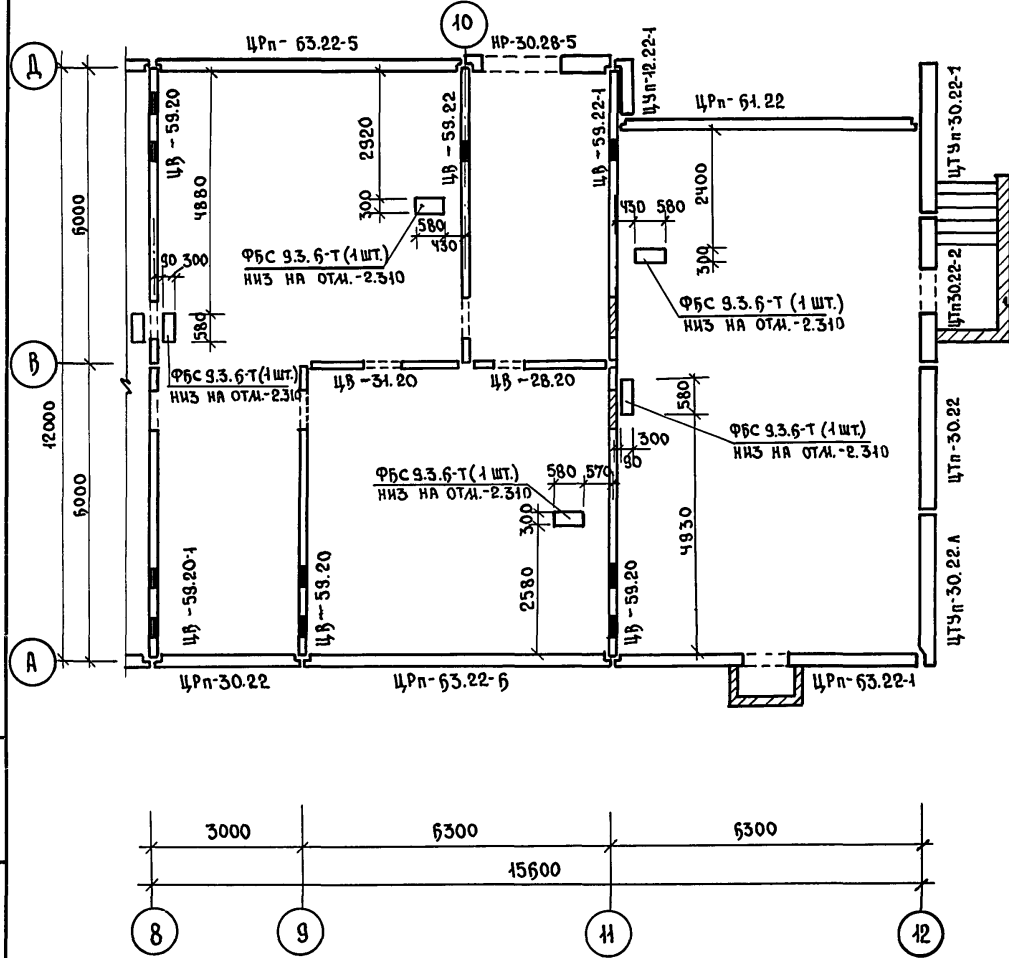 10
ЦРп- 63.22-5
НР-30.28-5
Д
ЦУп-12.22-1
ЦРп- 61.22
ЦТУп-30.22-1
ЦВ - 59.20
4880
2920
300
ЦВ - 59.22
ЦВ - 59.22-1
2400
300
430 580
580
430
6000
ФБС 9.3.6-Т (1 ШТ.)
НИЗ НА ОТМ.-2.310
90 300
580
ФБС 9.3.6-Т (1 ШТ.)
НИЗ НА ОТМ.-2.310
ЦТп30.22-2
В
ФБС 9.3.6-Т (1 ШТ.)
НИЗ НА ОТМ.-2.310
ЦВ -31.20
ЦВ -28.20
580
12000
ФБС 9.3.6-Т (1 ШТ.)
НИЗ НА ОТМ.-2.310
300
90
ЦТп-30.22
6000
ФБС 9.3.6-Т (1 ШТ.)
НИЗ НА ОТМ.-2.310
580 570
300
2580
4930
ЦВ -59.20-1
ЦВ -59.20
ЦВ -59.20
ЦТУп-30.22.Л
А
ЦРп-30.22
ЦРп-63.22-6
ЦРп-63.22-1
3000
6300
6300
15600
8
9
11
12